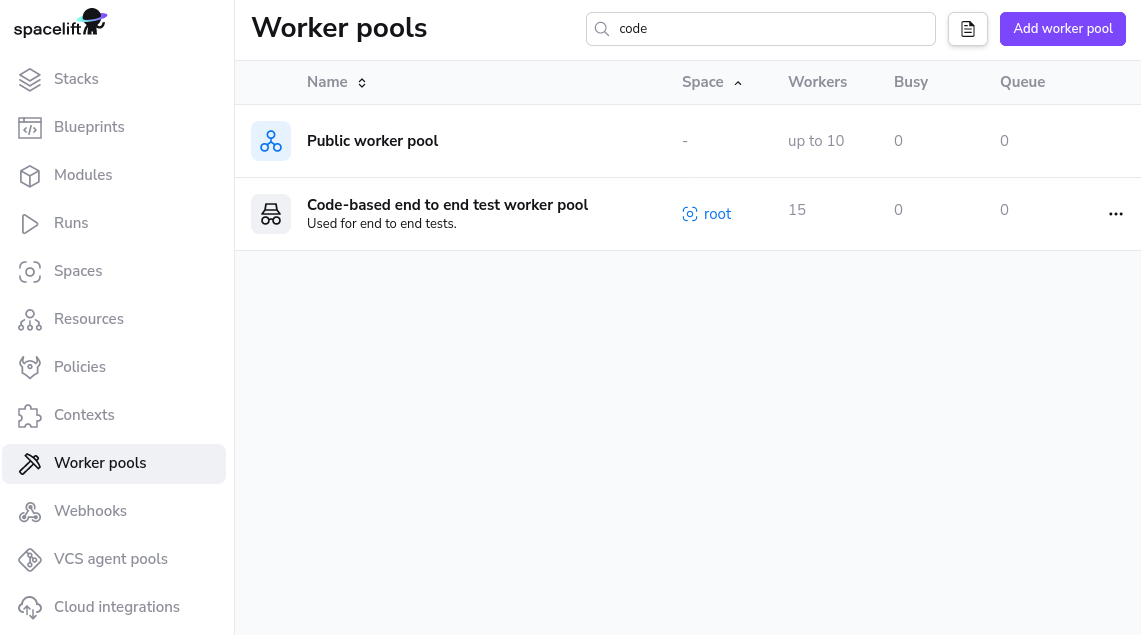 spacelift
Worker pools
code
Add worker pool
Stacks
Blueprints
Modules
Runs
Spaces
Resources
Policies
Contexts
Worker pools
Webhooks
VCS agent pools
Cloud integrations
Name Space Workers Busy Queue
Public worker pool - up to 10 0 0
Code-based end to end test worker pool root 15 0 0
Used for end to end tests.